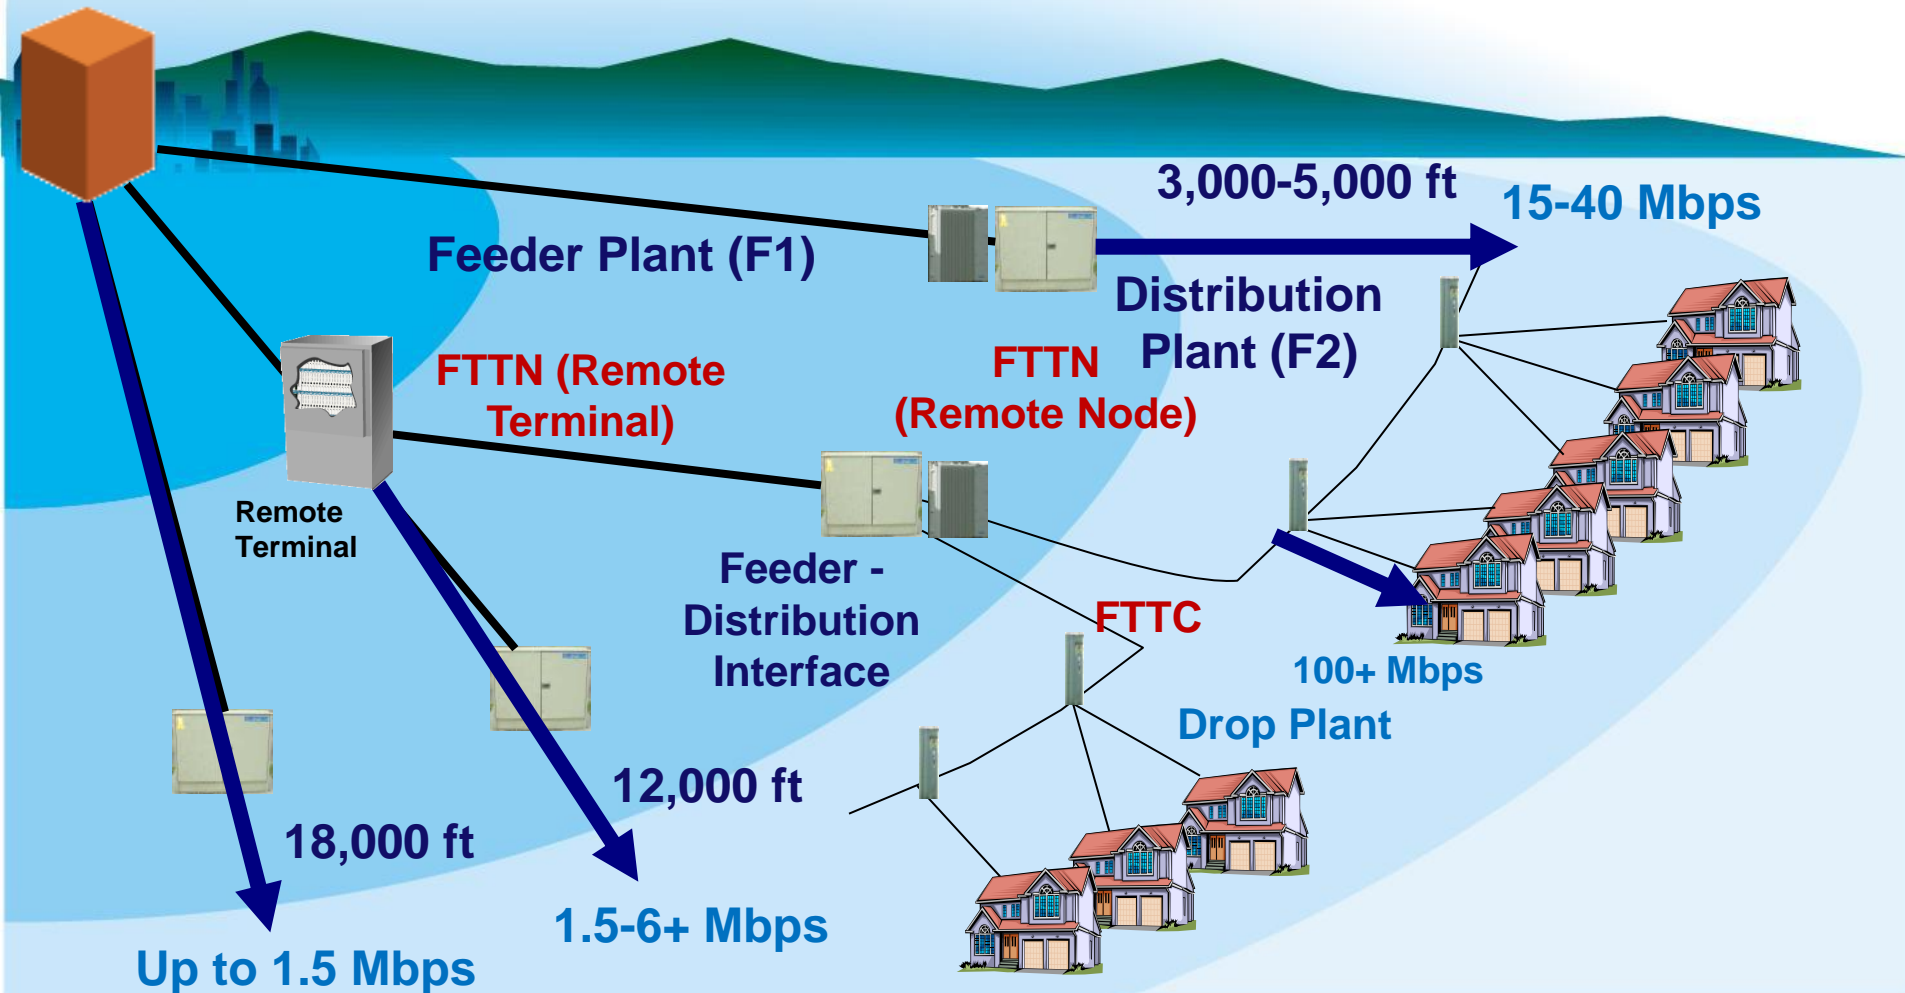 3,000-5,000 ft
15-40 Mbps
Feeder Plant (F1)
Distribution
Plant (F2)
FTTN (Remote
Terminal)
FTTN
(Remote Node)
Remote
Terminal
Feeder -
Distribution
Interface
FTTC
100+ Mbps
Drop Plant
12,000 ft
18,000 ft
1.5-6+ Mbps
Up to 1.5 Mbps